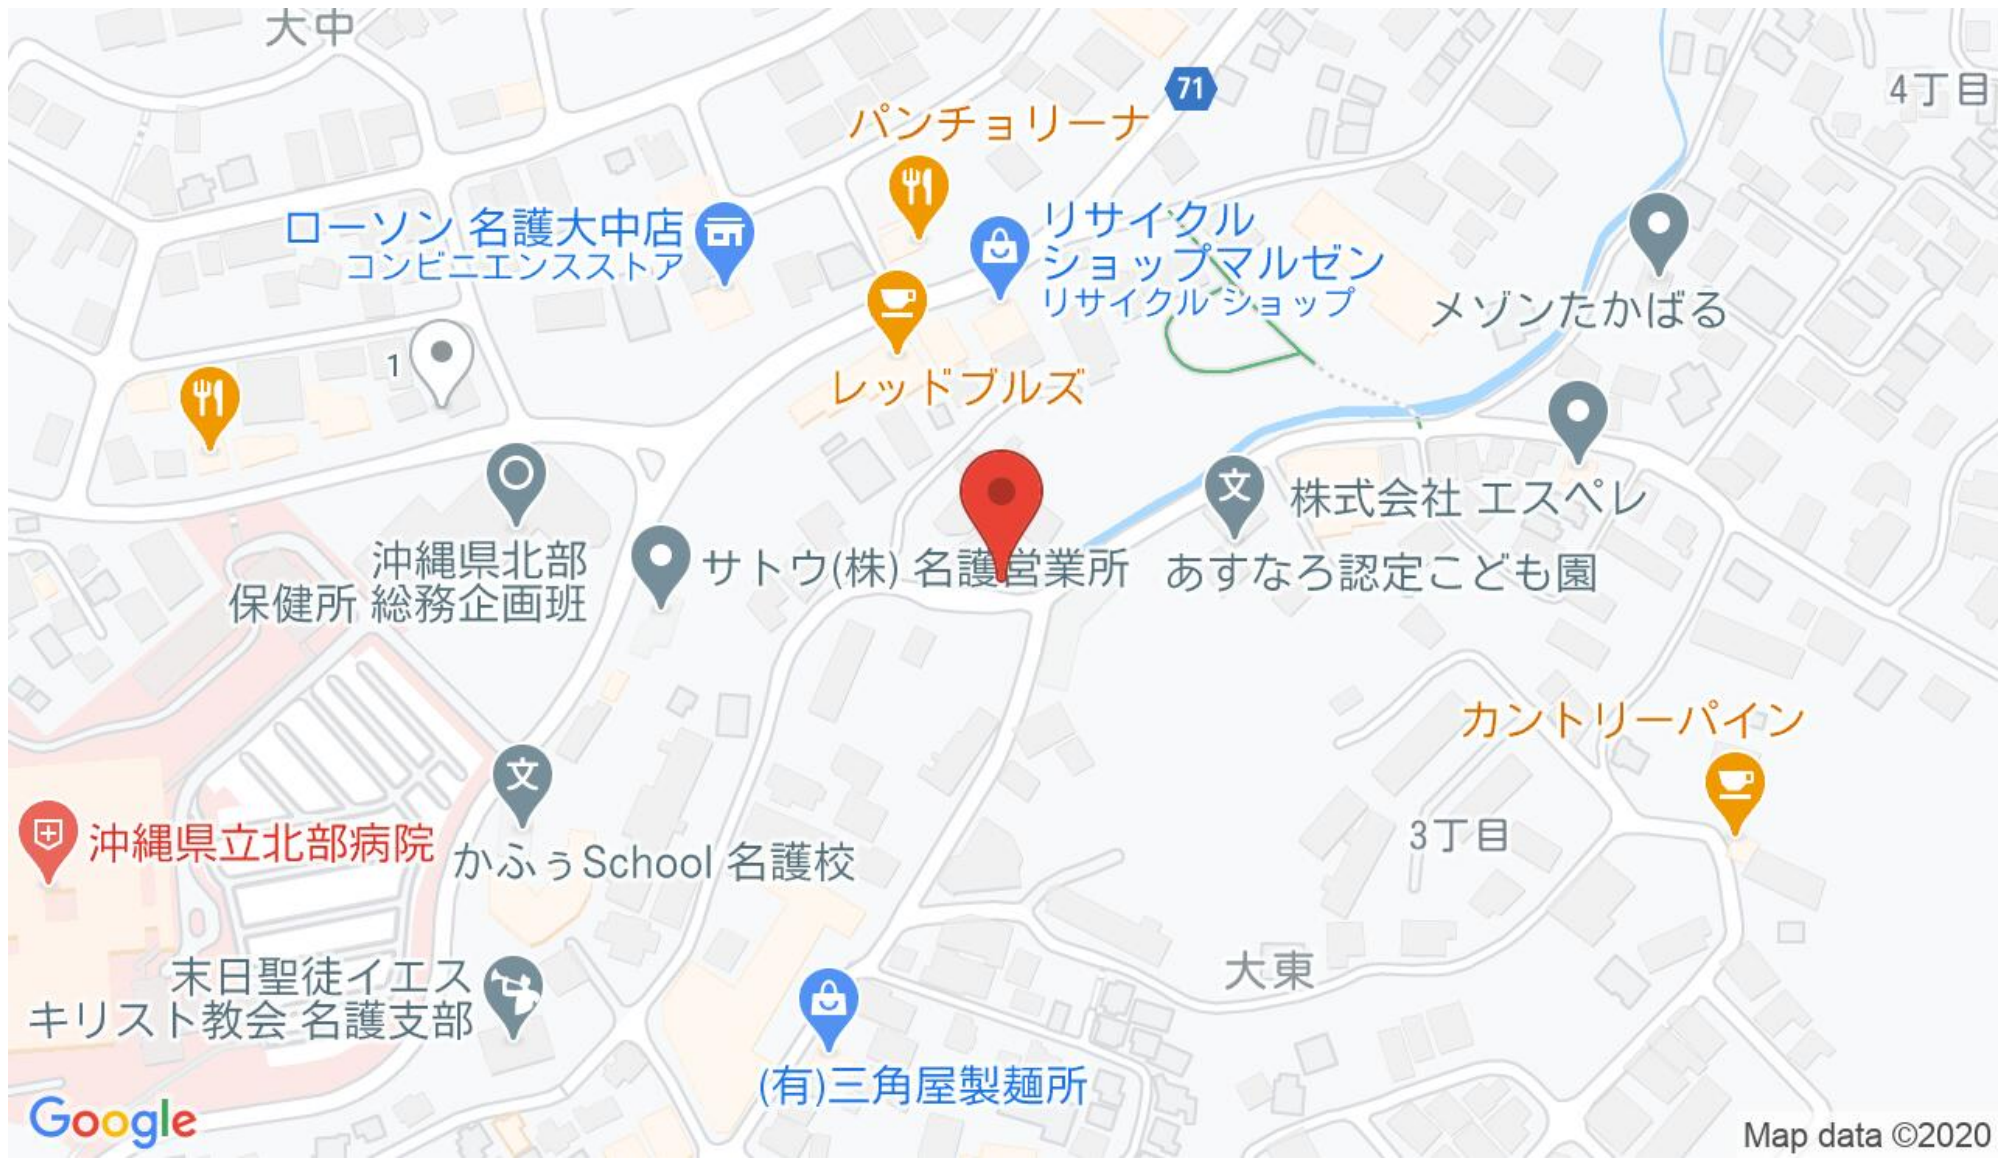 大中
4丁目
71
パンチョリーナ
ローソン 名護大中店
コンビニエンスストア
リサイクル
ショップマルゼン
リサイクル ショップ
メゾンたかばる
1
レッドブルズ
文
株式会社 エスペレ
沖縄県北部
保健所 総務企画班
サトウ(株) 名護営業所
あすなろ認定こども園
カントリーパイン
文
沖縄県立北部病院
かふぅSchool 名護校
3丁目
末日聖徒イエス
キリスト教会 名護支部
大東
(有)三角屋製麺所
Google
Map data ©2020